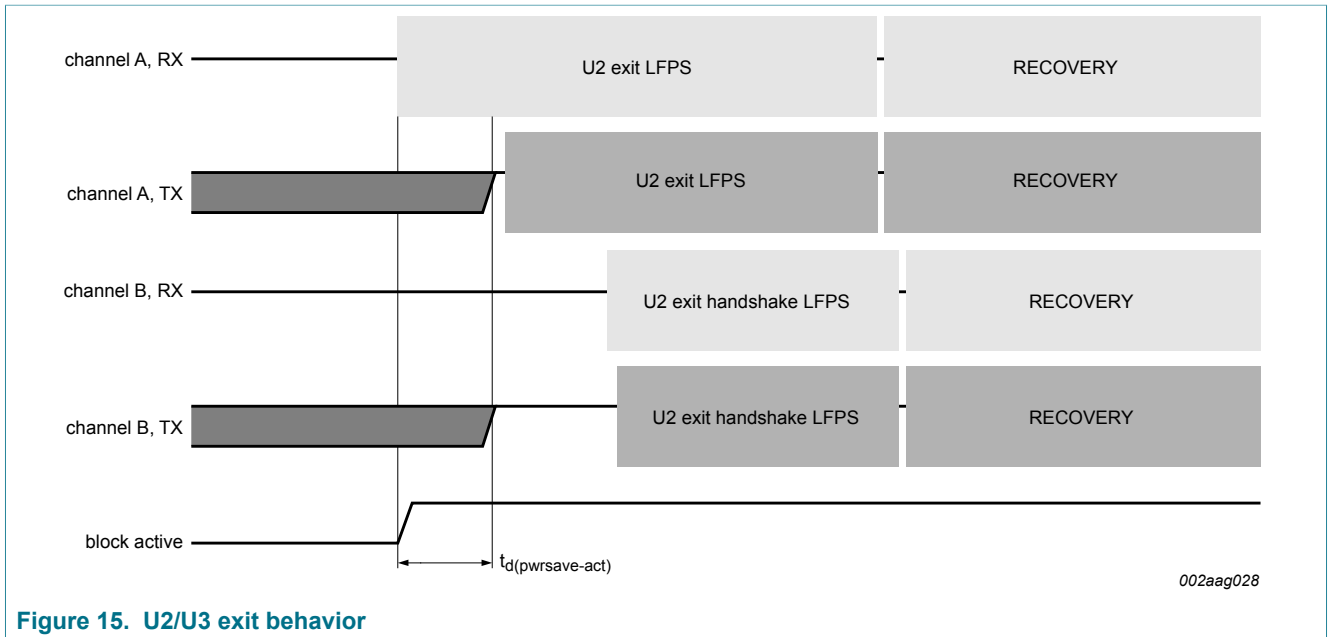 channel A, RX
U2 exit LFPS
RECOVERY
channel A, TX
U2 exit LFPS
RECOVERY
channel B, RX
U2 exit handshake LFPS
RECOVERY
channel B, TX
U2 exit handshake LFPS
RECOVERY
block active
td(pwrsave-act)
002aag028
Figure 15. U2/U3 exit behavior